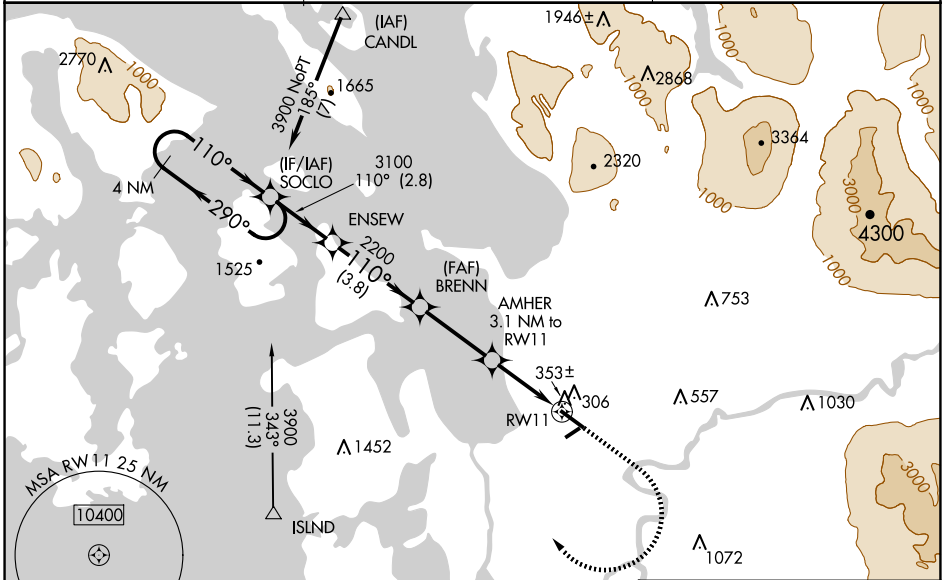 (IAF)
CANDL
1946±
1000
2770
1000
2868
1000
1000
3900 NoPT
185°
(7)
1665
3364
2320
1000
3000
4300
1000
110°
(IF/IAF)
SOCLO
3100
110° (2.8)
4 NM
290°
ENSEW
2200
110°
(3.8)
1525
(FAF)
BRENN
AMHER
3.1 NM to
RW11
753
353±
306
RW11
557
1030
3900
343°
(11.3)
1452
ISLND
MSA RW11 25 NM
10400
3000
1000
1072